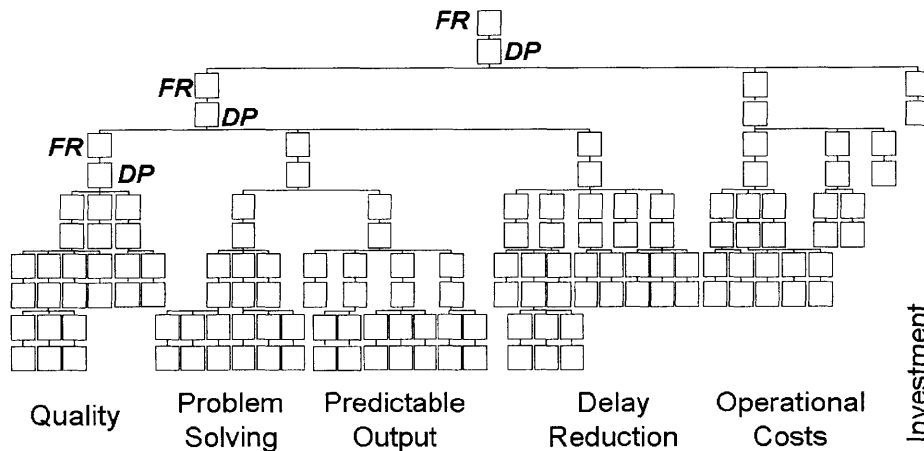 FR
DP
FR
DP
FR
DP
Quality
Problem
Solving
Predictable
Output
Delay
Reduction
Operational
Costs
Investment